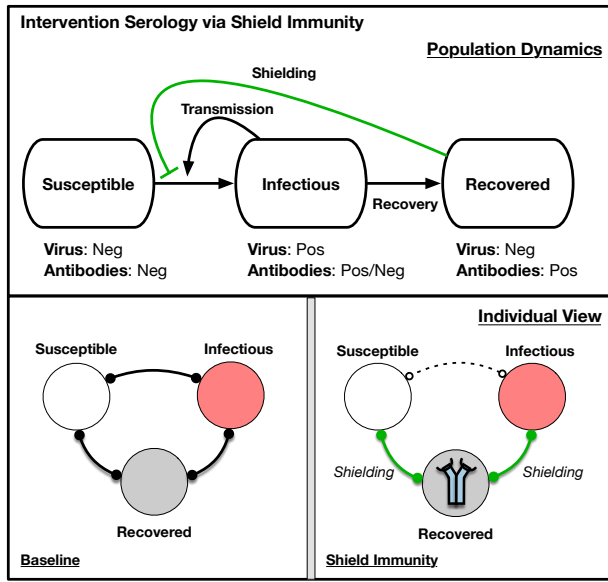 Intervention Serology via Shield Immunity
Population Dynamics
Shielding
Transmission
Susceptible
Infectious
Recovered
Recovery
Virus: Neg
Antibodies: Neg
Virus: Pos
Antibodies: Pos/Neg
Virus: Neg
Antibodies: Pos
Susceptible
Infectious
Recovered
Baseline
Individual View
Susceptible
Infectious
Shielding
Shielding
Recovered
Shield Immunity